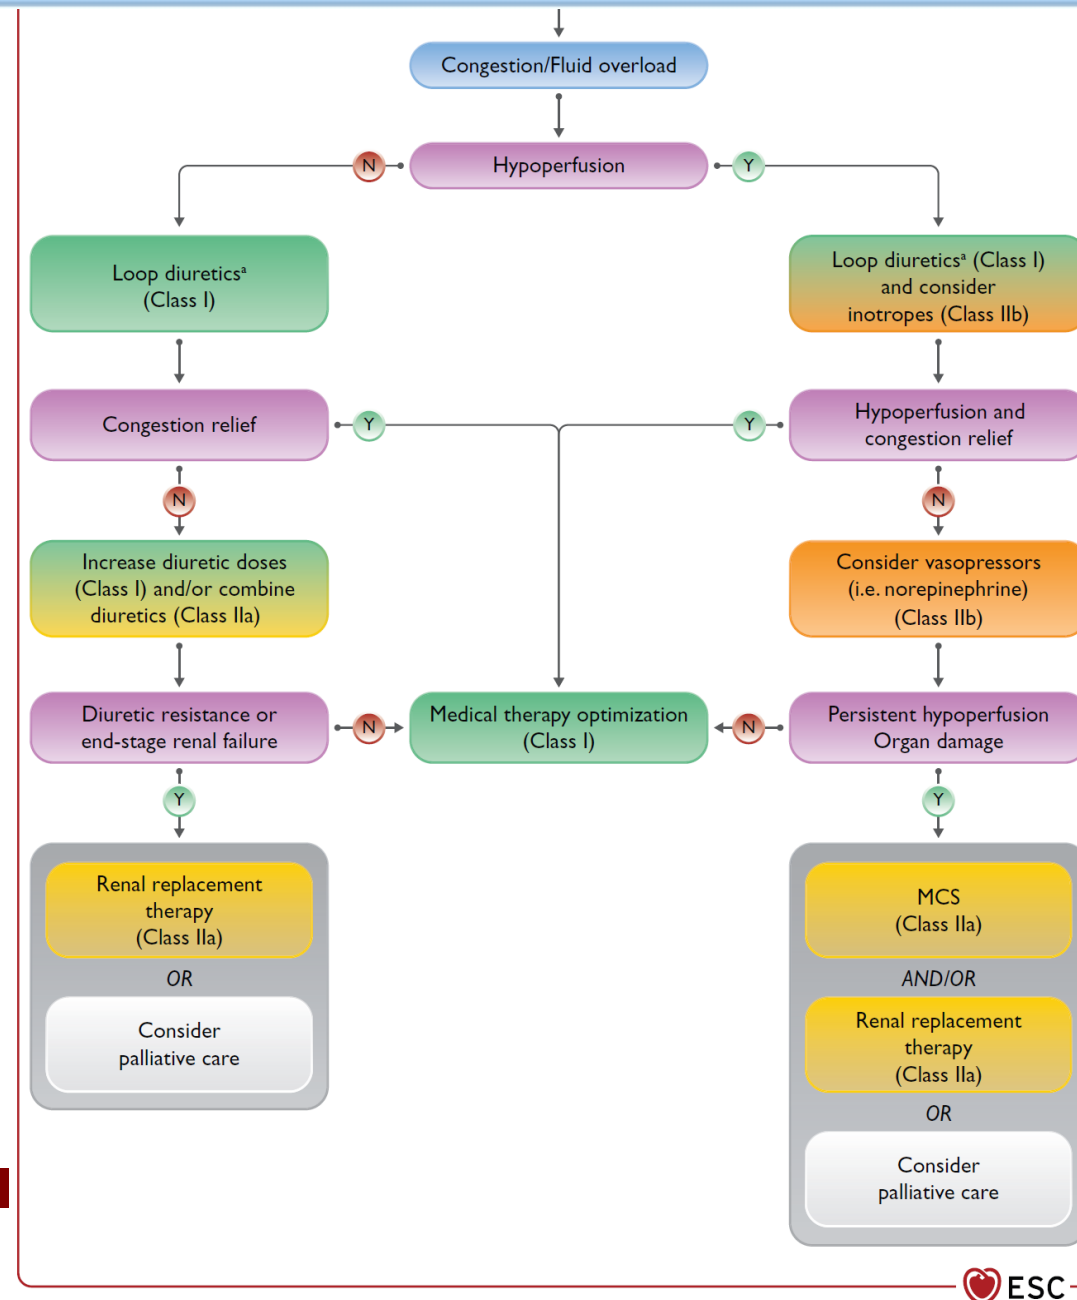 Congestion/Fluid overload
N
Hypoperfusion
Y
Loop diureticsᵃ
(Class I)
Loop diureticsᵃ (Class I)
and consider
inotropes (Class IIb)
Congestion relief
Y
Y
Hypoperfusion and
congestion relief
N
N
Increase diuretic doses
(Class I) and/or combine
diuretics (Class IIa)
Consider vasopressors
(i.e. norepinephrine)
(Class IIb)
Diuretic resistance or
end-stage renal failure
N
Medical therapy optimization
(Class I)
N
Persistent hypoperfusion
Organ damage
Y
Y
Renal replacement
therapy
(Class IIa)
OR
Consider
palliative care
MCS
(Class IIa)
AND/OR
Renal replacement
therapy
(Class IIa)
OR
Consider
palliative care
ESC